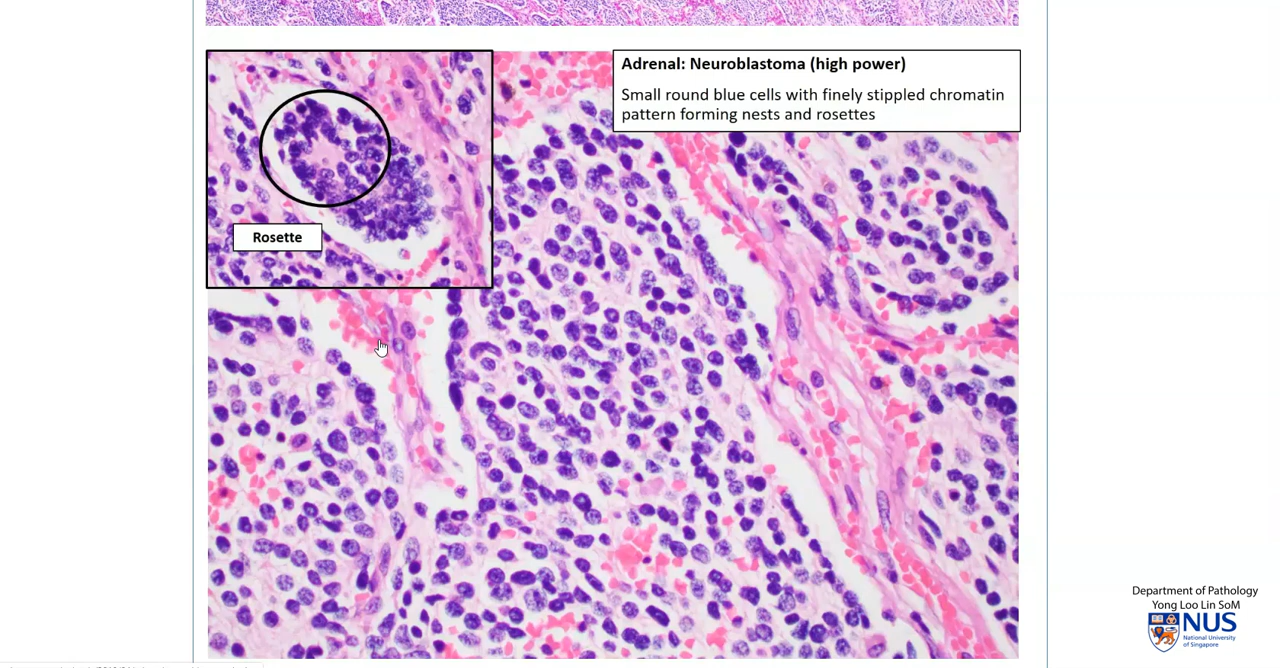 Adrenal: Neuroblastoma (high power)
Small round blue cells with finely stippled chromatin
pattern forming nests and rosettes
Rosette
Department of Pathology
Yong Loo Lin SoM
NUS
National University
of Singapore